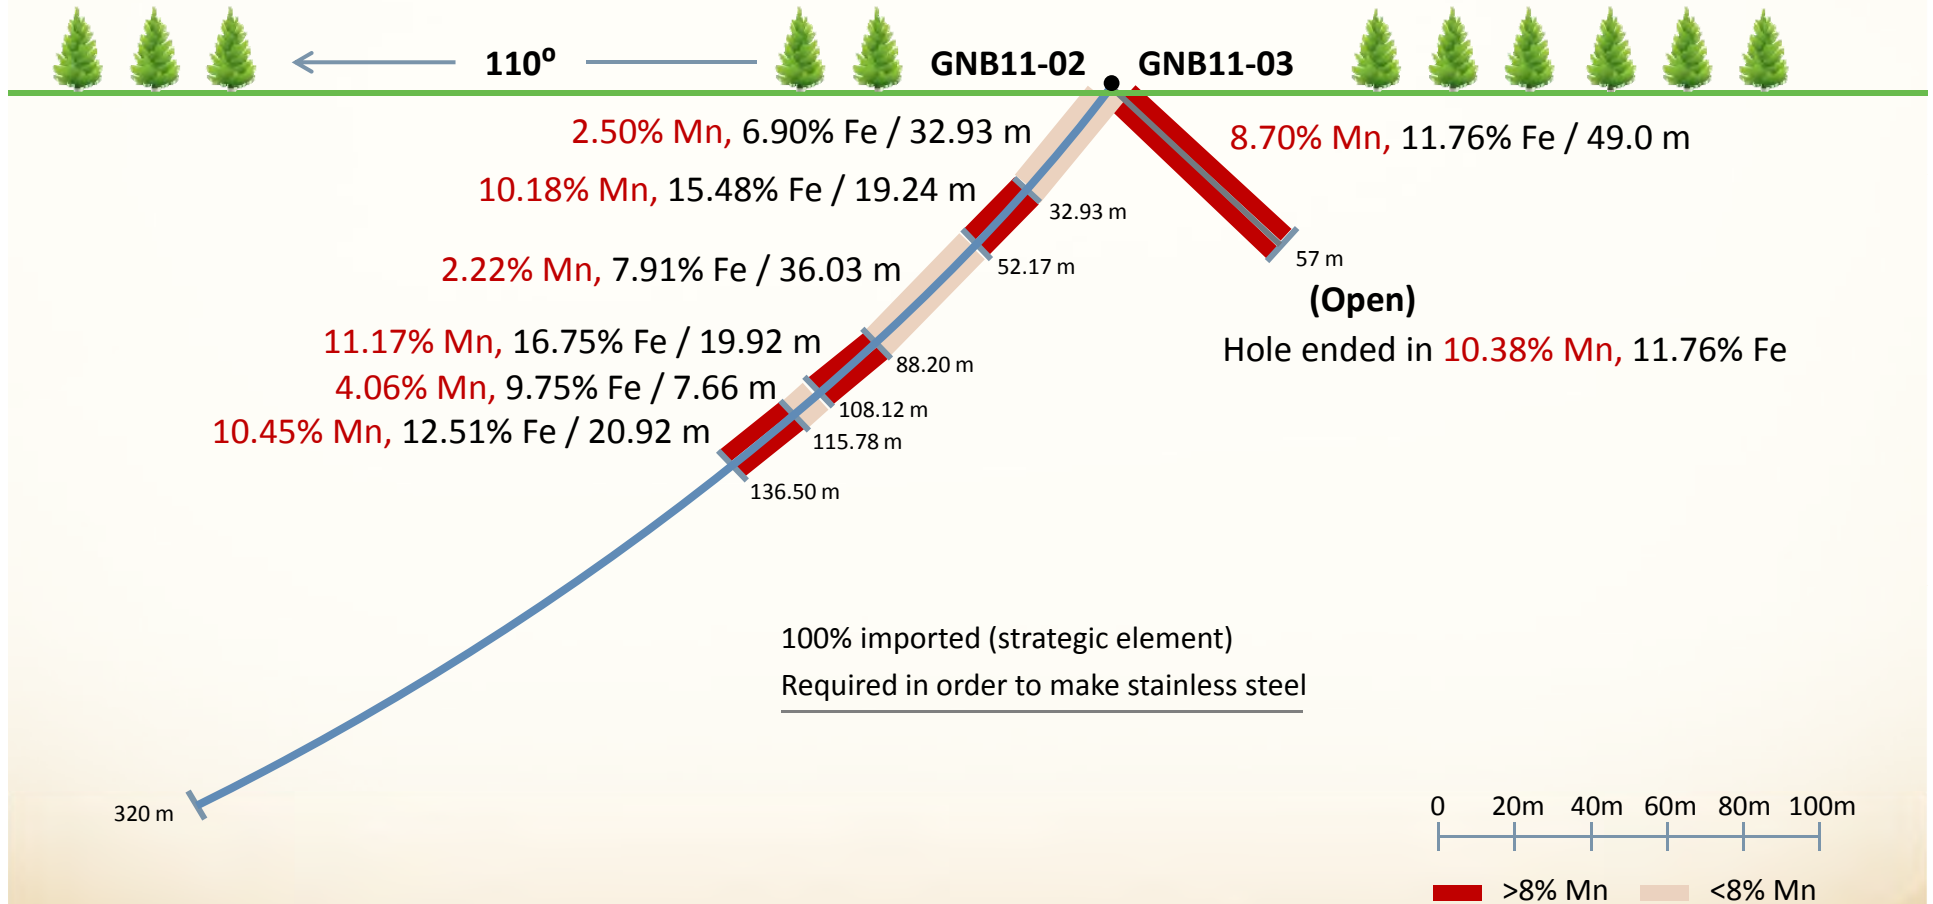 110⁰
GNB11-02
GNB11-03
2.50% Mn, 6.90% Fe / 32.93 m
8.70% Mn, 11.76% Fe / 49.0 m
10.18% Mn, 15.48% Fe / 19.24 m
32.93 m
2.22% Mn, 7.91% Fe / 36.03 m
52.17 m
57 m
(Open)
Hole ended in 10.38% Mn, 11.76% Fe
11.17% Mn, 16.75% Fe / 19.92 m
88.20 m
4.06% Mn, 9.75% Fe / 7.66 m
108.12 m
10.45% Mn, 12.51% Fe / 20.92 m
115.78 m
136.50 m
100% imported (strategic element)
Required in order to make stainless steel
320 m
0 20m 40m 60m 80m 100m
>8% Mn <8% Mn